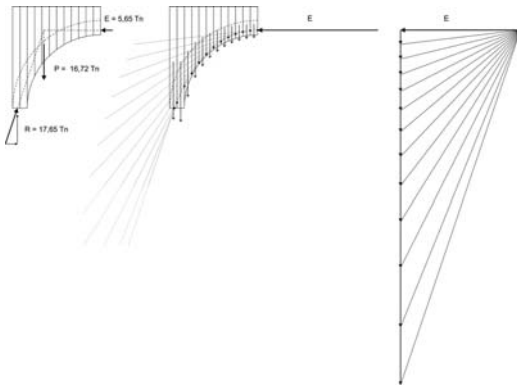 E = 5,65 Tn
P = 16,72 Tn
R = 17,65 Tn
E
E